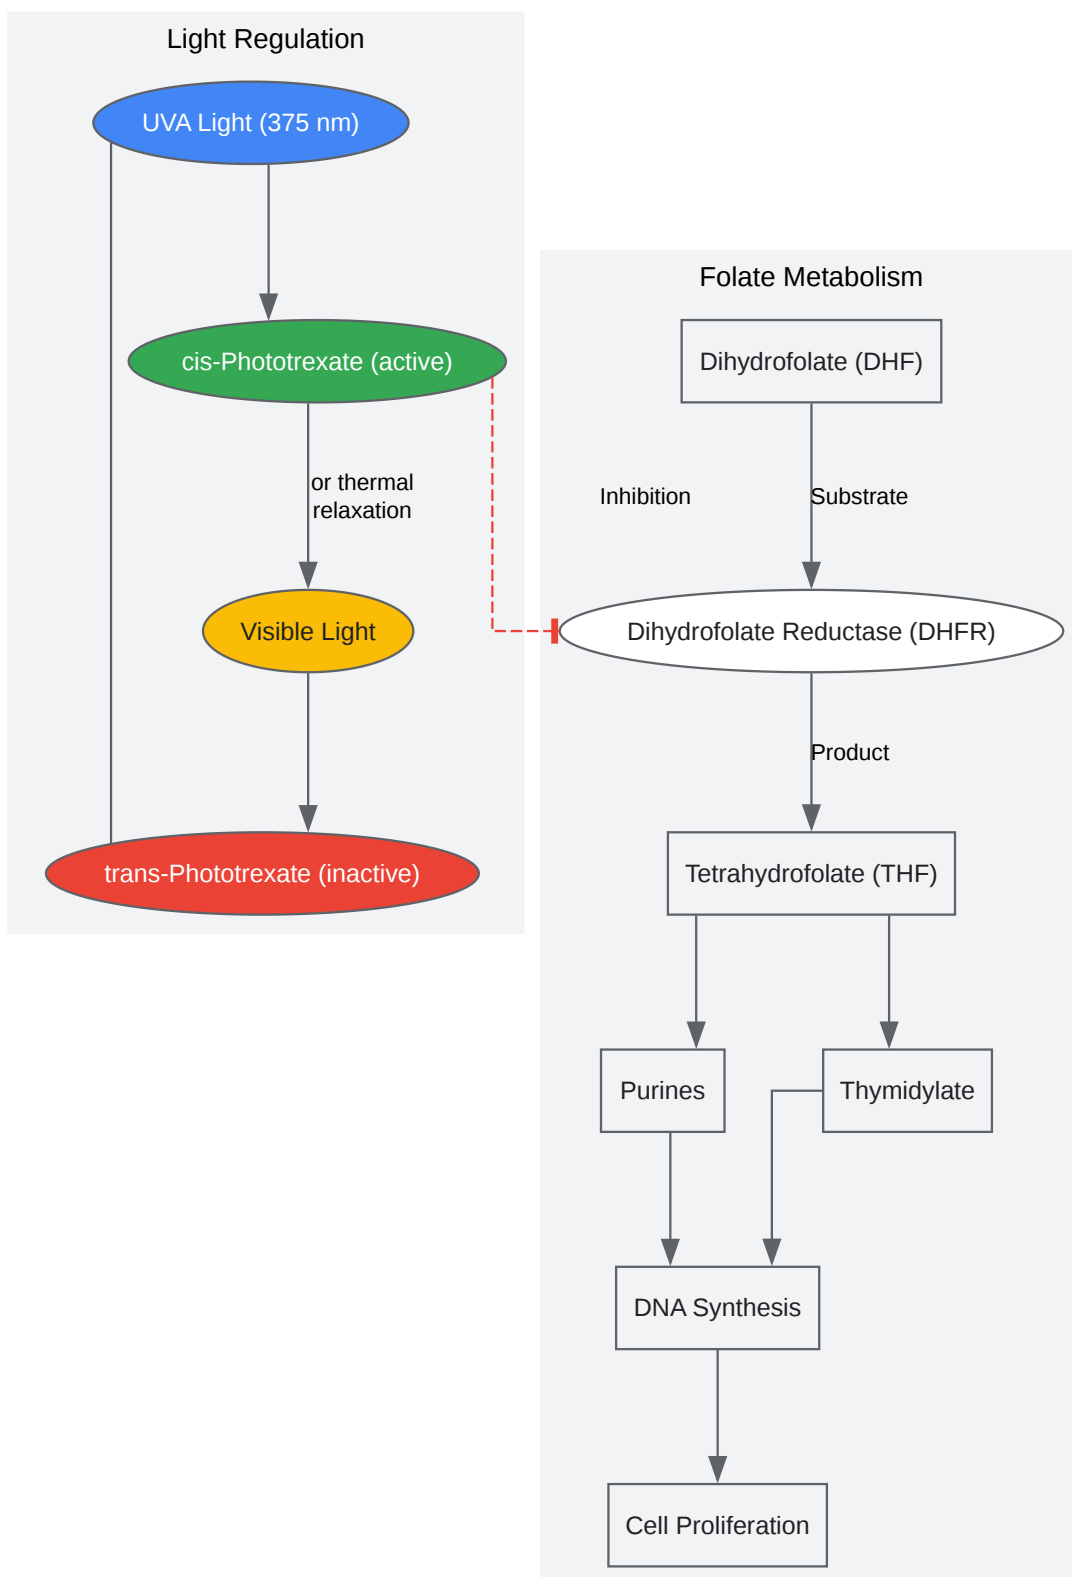 Light Regulation
UVA Light (375 nm)
cis-Phototrexate (active)
or thermal
relaxation
Visible Light
trans-Phototrexate (inactive)
Folate Metabolism
Dihydrofolate (DHF)
Inhibition
Substrate
Dihydrofolate Reductase (DHFR)
Product
Tetrahydrofolate (THF)
Purines
Thymidylate
DNA Synthesis
Cell Proliferation